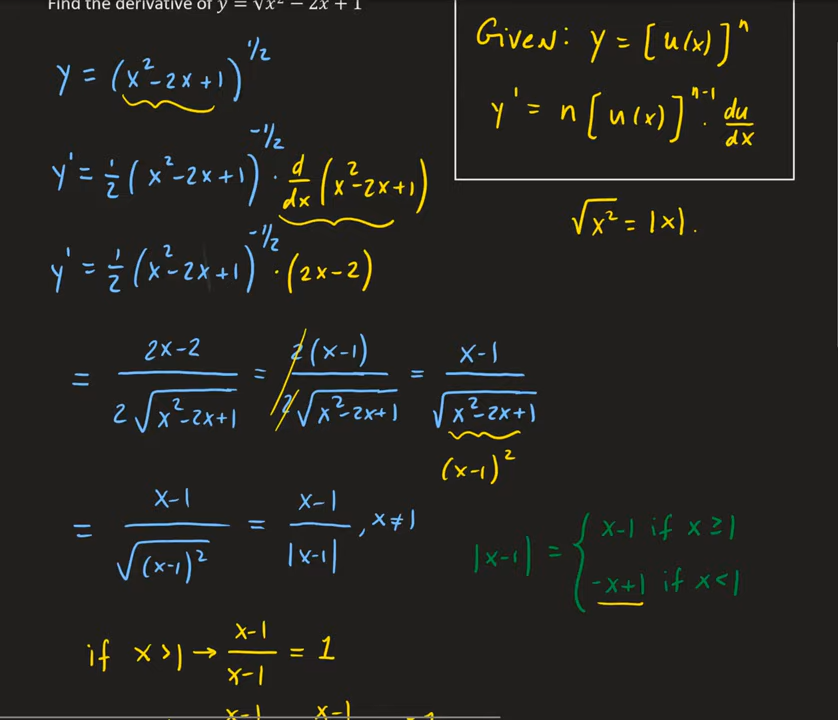 Find the derivative of y = √x² − 2x + 1
y = (x²-2x+1)^1/2
y' = 1/2 (x²-2x+1)^-1/2 · d/dx (x²-2x+1)
y' = 1/2 (x²-2x+1)^-1/2 · (2x-2)
= 2x-2 / 2√(x²-2x+1) = 2(x-1) / 2√(x²-2x+1) = x-1 / √(x²-2x+1)
(x-1)²
= x-1 / √((x-1)²) = x-1 / |x-1| , x≠1
if x>1 → x-1 / x-1 = 1
x-1 x-1
Given: y = [u(x)]^n
y' = n[u(x)]^n-1 · du/dx
√x² = |x|.
|x-1| = { x-1 if x≥1
-x+1 if x<1